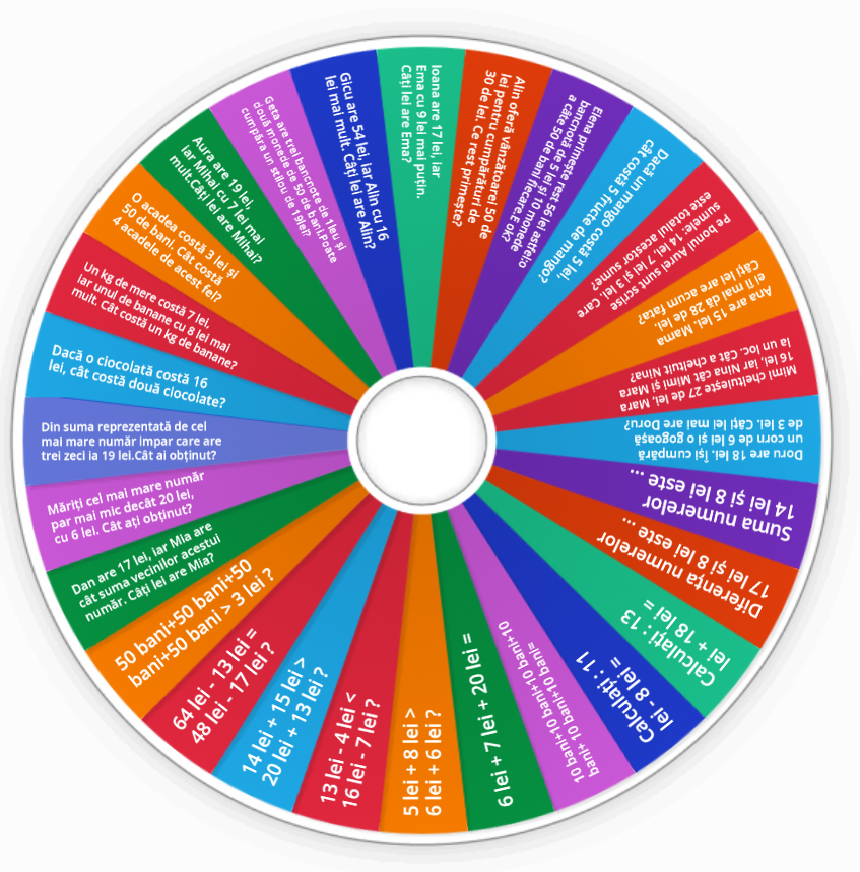 Ioana are 17 lei, iar
Ema cu 9 lei mai puțin.
Câți lei are Ema?
Alin oferă vânzătoarei 50 de
lei pentru cumpărături de
30 de lei. Ce rest primește?
Elena primește rest 56 lei astfel:o
bancnotă de 5 lei și 10 monede
a câte 50 de bani fiecare.E ok?
Dacă un mango costă 5 lei,
cât costă 5 fructe de mango?
Pe bonul Aurei sunt scrise
sumele: 14 lei, 7 lei și 3 lei. Care
este totalul acestor sume?
Ana are 15 lei. Mama
ei îi mai dă 28 de lei.
Câți lei are acum fata?
Mimi cheltuiește 27 de lei, Mara
16 lei, iar Nina cât Mimi și Mara
la un loc. Cât a cheltuit Nina?
Doru are 18 lei. Își cumpără
un corn de 6 lei și o gogoașă
de 3 lei. Câți lei mai are Doru?
Suma numerelor
14 lei și 8 lei este ...
Diferența numerelor
17 lei și 8 lei este ...
Calculați : 13
lei + 18 lei =
Calculați : 11
lei - 8 lei =
10 bani+10 bani+10 bani+10
bani+ 10 bani+10 bani=
6 lei + 7 lei + 20 lei =
5 lei + 8 lei >
6 lei + 6 lei ?
13 lei - 4 lei <
16 lei - 7 lei ?
14 lei + 15 lei >
20 lei + 13 lei ?
64 lei - 13 lei =
48 lei - 17 lei ?
50 bani+50 bani+50
bani+50 bani > 3 lei ?
Dan are 17 lei, iar Mia are
cât suma vecinilor acestui
număr. Câți lei are Mia?
Măriți cel mai mare număr
par mai mic decât 20 lei,
cu 6 lei. Cât ați obținut?
Din suma reprezentată de cel
mai mare număr impar care are
trei zeci ia 19 lei.Cât ai obținut?
Dacă o ciocolată costă 16
lei, cât costă două ciocolate?
Un kg de mere costă 7 lei,
iar unul de banane cu 8 lei mai
mult. Cât costă un kg de banane?
O acadea costă 3 lei și
50 de bani. Cât costă
4 acadele de acest fel?
Aura are 19 lei,
iar Mihai cu 7 lei mai
mult.Câți lei are Mihai?
Geta are trei bancnote de 1leu și
două monede de 50 de bani.Poate
cumpăra un stilou de 19lei?
Gicu are 54 lei, iar Alin cu 16
lei mai mult. Câți lei are Alin?